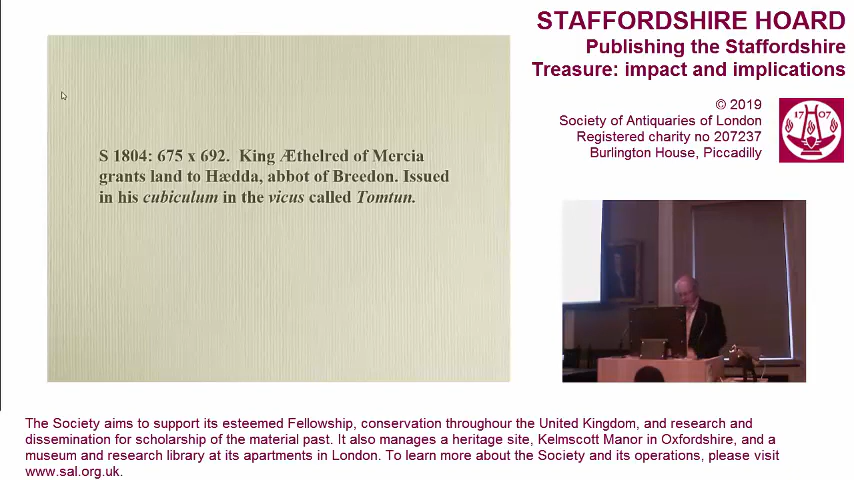 STAFFORDSHIRE HOARD
Publishing the Staffordshire
Treasure: impact and implications
© 2019
Society of Antiquaries of London
Registered charity no 207237
Burlington House, Piccadilly
17 07
S 1804: 675 x 692. King Æthelred of Mercia
grants land to Hædda, abbot of Breedon. Issued
in his cubiculum in the vicus called Tomtun.
The Society aims to support its esteemed Fellowship, conservation throughour the United Kingdom, and research and
dissemination for scholarship of the material past. It also manages a heritage site, Kelmscott Manor in Oxfordshire, and a
museum and research library at its apartments in London. To learn more about the Society and its operations, please visit
www.sal.org.uk.